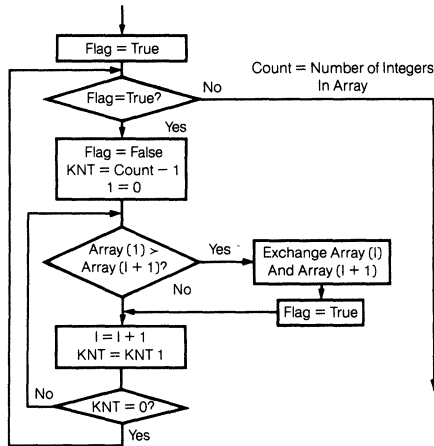 Flag = True
Flag=True?
No
Count = Number of Integers
In Array
Yes
Flag = False
KNT = Count − 1
1 = 0
Array (1) >
Array (I + 1)?
Yes
Exchange Array (I)
And Array (I + 1)
No
Flag = True
I = I + 1
KNT = KNT 1
No
KNT = 0?
Yes